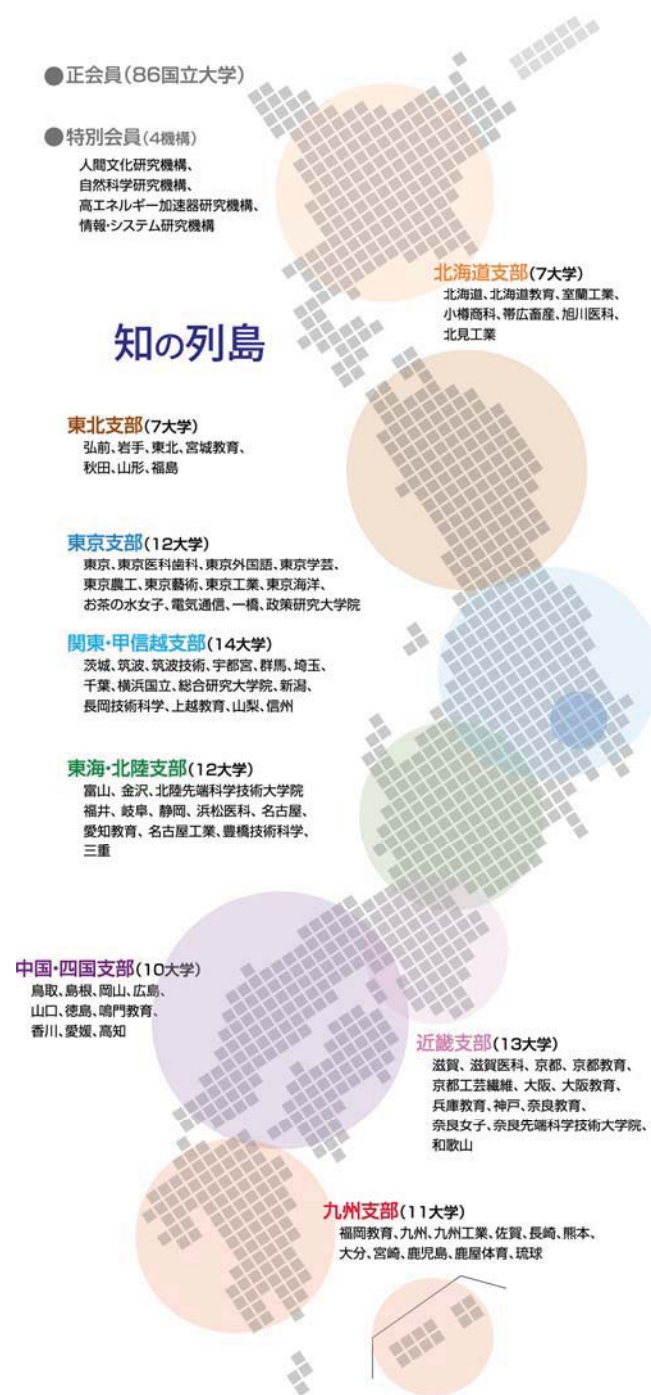 ●正会員(86国立大学)
●特別会員(4機構)
人間文化研究機構、
自然科学研究機構、
高エネルギー加速器研究機構、
情報・システム研究機構
北海道支部(7大学)
北海道、北海道教育、室蘭工業、
小樽商科、帯広畜産、旭川医科、
北見工業
知の列島
東北支部(7大学)
弘前、岩手、東北、宮城教育、
秋田、山形、福島
東京支部(12大学)
東京、東京医科歯科、東京外国語、東京学芸、
東京農工、東京藝術、東京工業、東京海洋、
お茶の水女子、電気通信、一橋、政策研究大学院
関東・甲信越支部(14大学)
茨城、筑波、筑波技術、宇都宮、群馬、埼玉、
千葉、横浜国立、総合研究大学院、新潟、
長岡技術科学、上越教育、山梨、信州
東海・北陸支部(12大学)
富山、金沢、北陸先端科学技術大学院
福井、岐阜、静岡、浜松医科、名古屋、
愛知教育、名古屋工業、豊橋技術科学、
三重
中国・四国支部(10大学)
鳥取、島根、岡山、広島、
山口、徳島、鳴門教育、
香川、愛媛、高知
近畿支部(13大学)
滋賀、滋賀医科、京都、京都教育、
京都工芸繊維、大阪、大阪教育、
兵庫教育、神戸、奈良教育、
奈良女子、奈良先端科学技術大学院、
和歌山
九州支部(11大学)
福岡教育、九州、九州工業、佐賀、長崎、熊本、
大分、宮崎、鹿児島、鹿屋体育、琉球